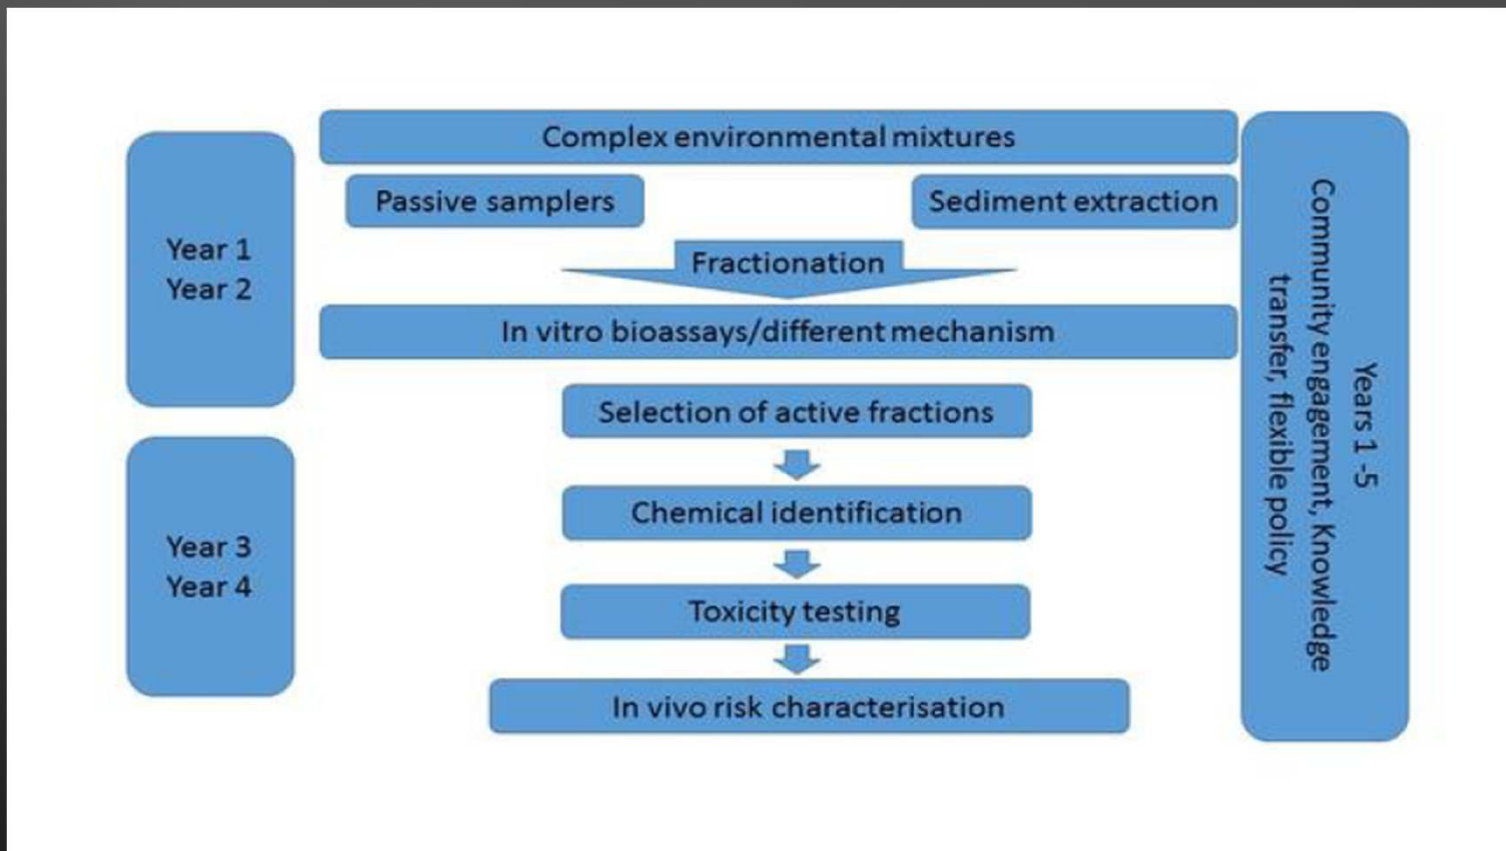 Complex environmental mixtures
Passive samplers
Sediment extraction
Year 1
Year 2
Fractionation
In vitro bioassays/different mechanism
Selection of active fractions
Chemical identification
Year 3
Year 4
Toxicity testing
In vivo risk characterisation
Years 1 -5
Community engagement, Knowledge
transfer, flexible policy